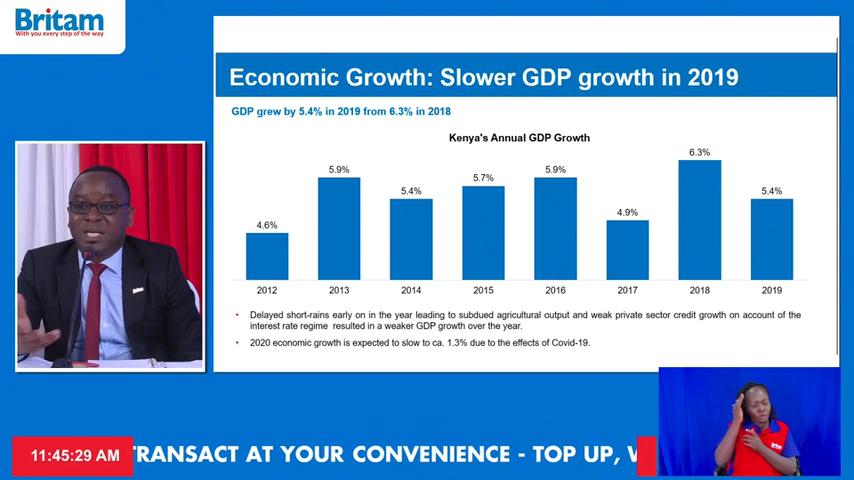 Britam
With you every step of the way
Economic Growth: Slower GDP growth in 2019
GDP grew by 5.4% in 2019 from 6.3% in 2018
Kenya's Annual GDP Growth
4.6%
5.9%
5.4%
5.7%
5.9%
4.9%
6.3%
5.4%
2012
2013
2014
2015
2016
2017
2018
2019
• Delayed short-rains early on in the year leading to subdued agricultural output and weak private sector credit growth on account of the
interest rate regime resulted in a weaker GDP growth over the year.
• 2020 economic growth is expected to slow to ca. 1.3% due to the effects of Covid-19.
11:45:29 AM
TRANSACT AT YOUR CONVENIENCE - TOP UP,
Britam